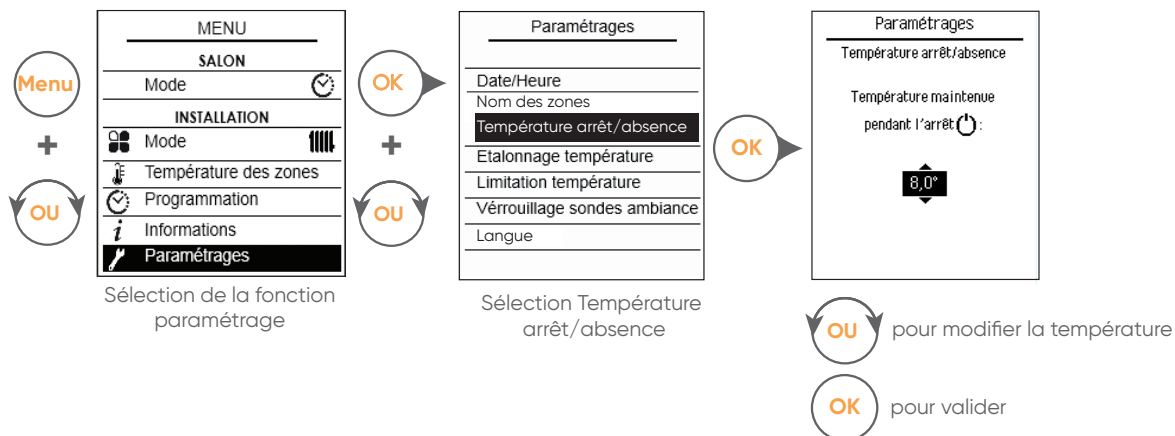 Menu
+
OU
MENU
SALON
Mode
INSTALLATION
Mode
Température des zones
Programmation
i Informations
Paramétrages
Sélection de la fonction
paramétrage
OK
+
OU
Paramétrages
Date/Heure
Nom des zones
Température arrêt/absence
Etalonnage température
Limitation température
Vérrouillage sondes ambiance
Langue
Sélection Température
arrêt/absence
OK
Paramétrages
Température arrêt/absence
Température maintenue
pendant l'arrêt :
8,0°
OU pour modifier la température
OK pour valider